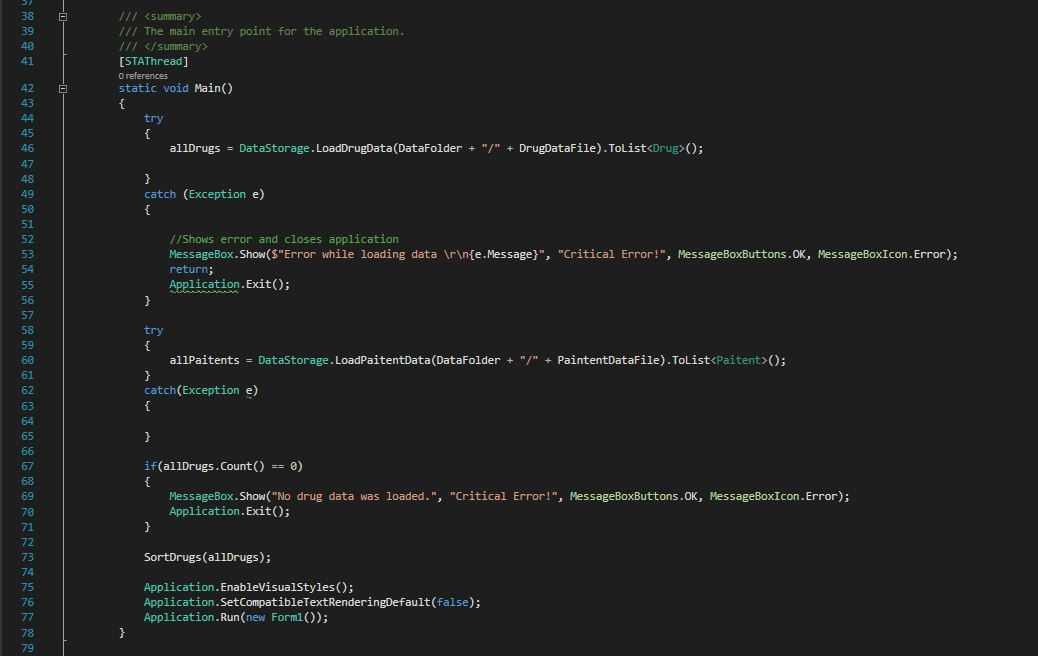 37
38 /// <summary>
39 /// The main entry point for the application.
40 /// </summary>
41 [STAThread]
0 references
42 static void Main()
43 {
44 try
45 {
46 allDrugs = DataStorage.LoadDrugData(DataFolder + "/" + DrugDataFile).ToList<Drug>();
47
48 }
49 catch (Exception e)
50 {
51
52 //Shows error and closes application
53 MessageBox.Show($"Error while loading data \r\n{e.Message}", "Critical Error!", MessageBoxButtons.OK, MessageBoxIcon.Error);
54 return;
55 Application.Exit();
56 }
57
58 try
59 {
60 allPaitents = DataStorage.LoadPaitentData(DataFolder + "/" + PaintentDataFile).ToList<Paitent>();
61 }
62 catch(Exception e)
63 {
64
65 }
66
67 if(allDrugs.Count() == 0)
68 {
69 MessageBox.Show("No drug data was loaded.", "Critical Error!", MessageBoxButtons.OK, MessageBoxIcon.Error);
70 Application.Exit();
71 }
72
73 SortDrugs(allDrugs);
74
75 Application.EnableVisualStyles();
76 Application.SetCompatibleTextRenderingDefault(false);
77 Application.Run(new Form1());
78 }
79